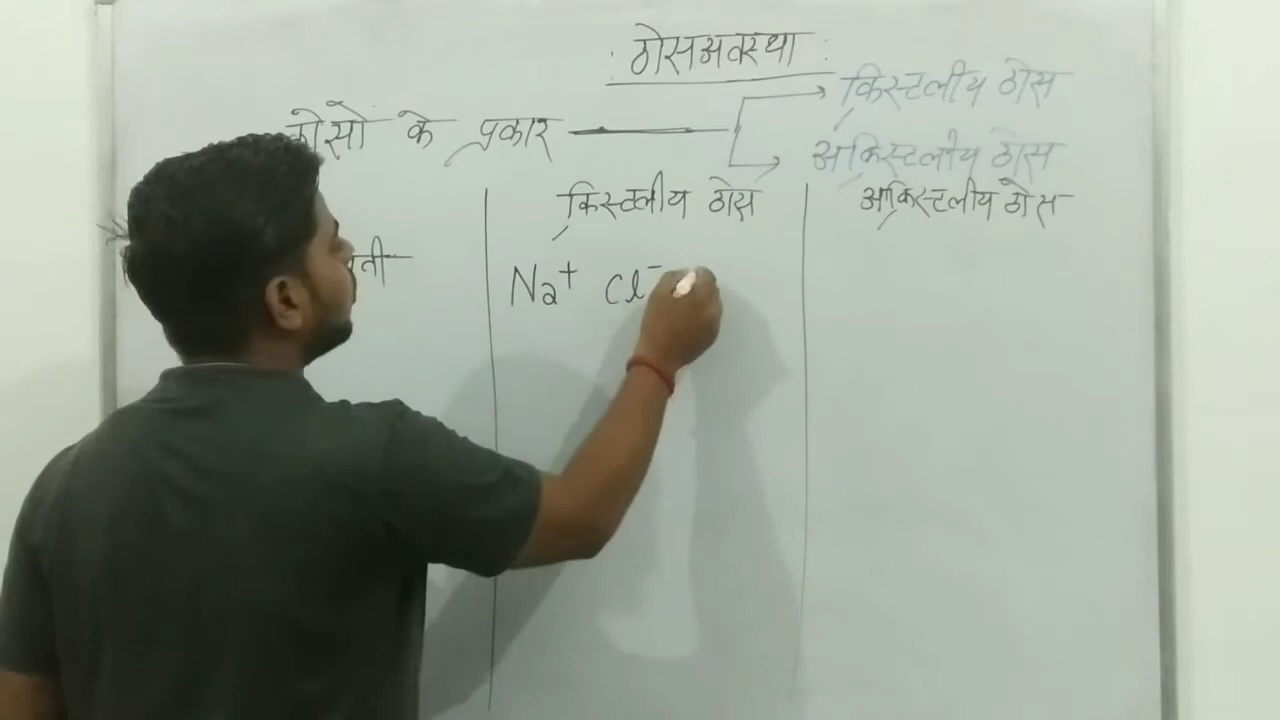 : ठोसअवस्था :
ठोसों के प्रकार
क्रिस्टलीय ठोस
अक्रिस्टलीय ठोस
क्रिस्टलीय ठोस
अक्रिस्टलीय ठोस
Na⁺ Cl⁻